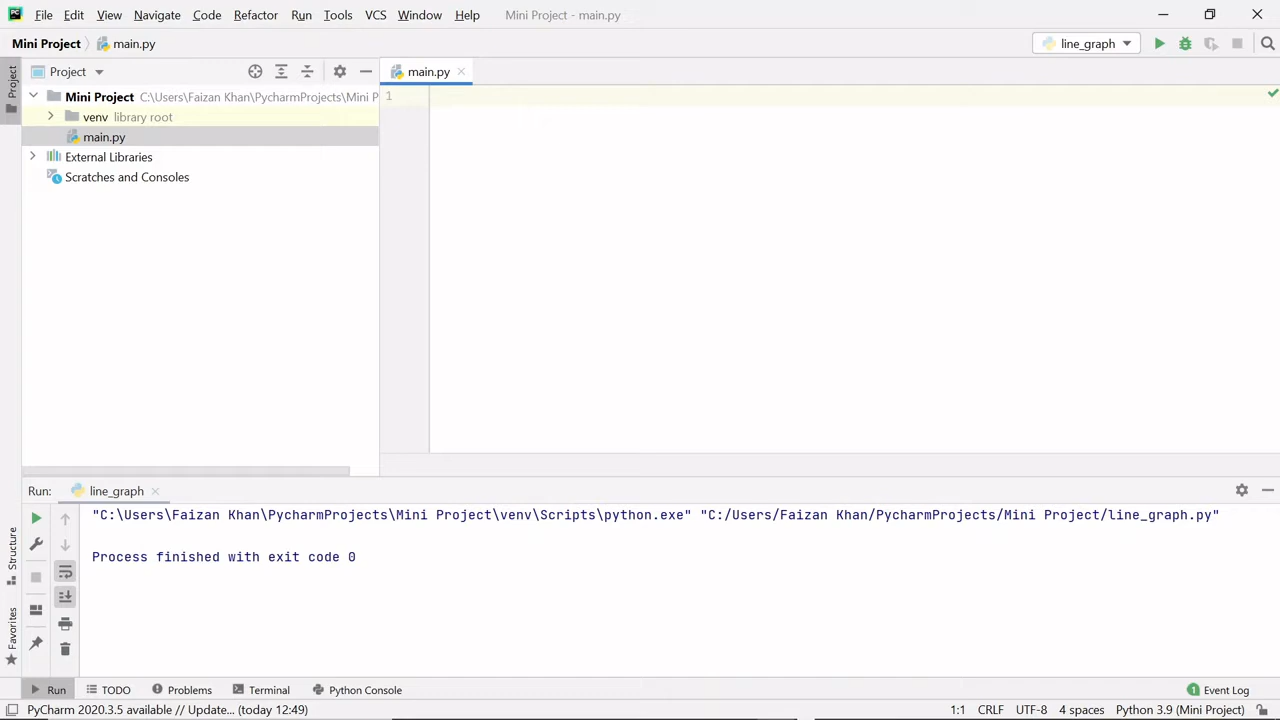 PC File Edit View Navigate Code Refactor Run Tools VCS Window Help Mini Project - main.py
Mini Project main.py line_graph
Project main.py
Mini Project C:\Users\Faizan Khan\PycharmProjects\Mini P
1
venv library root
main.py
External Libraries
Scratches and Consoles
Project
Structure
Favorites
Run: line_graph
"C:\Users\Faizan Khan\PycharmProjects\Mini Project\venv\Scripts\python.exe" "C:/Users/Faizan Khan/PycharmProjects/Mini Project/line_graph.py"
Process finished with exit code 0
Run TODO Problems Terminal Python Console 1 Event Log
PyCharm 2020.3.5 available // Update... (today 12:49) 1:1 CRLF UTF-8 4 spaces Python 3.9 (Mini Project)